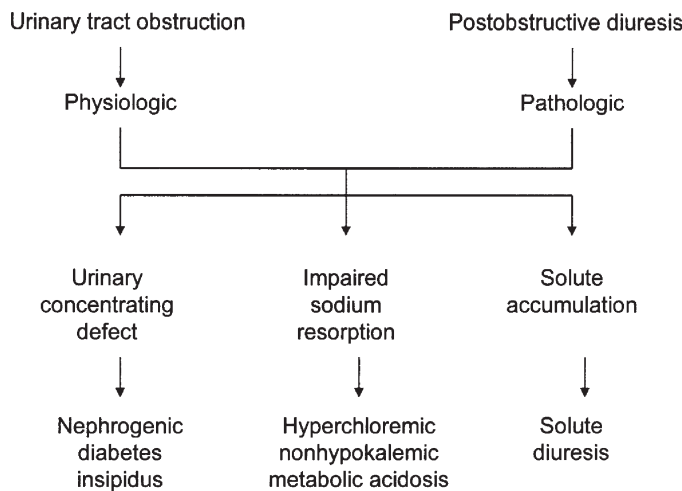 Urinary tract obstruction
Postobstructive diuresis
Physiologic
Pathologic
Urinary
concentrating
defect
Impaired
sodium
resorption
Solute
accumulation
Nephrogenic
diabetes
insipidus
Hyperchloremic
nonhypokalemic
metabolic acidosis
Solute
diuresis